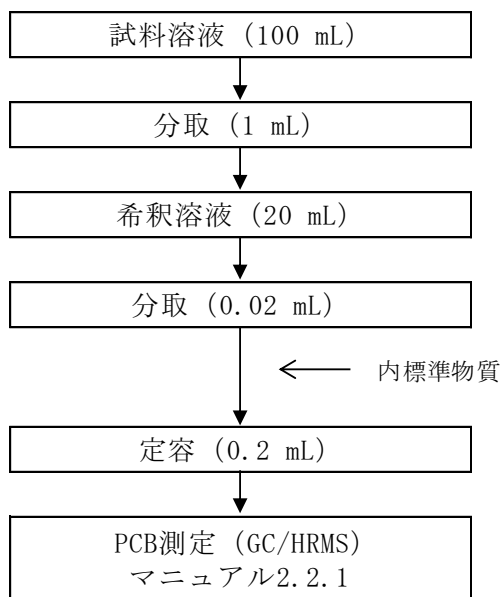 試料溶液 (100 mL)
分取 (1 mL)
希釈溶液 (20 mL)
分取 (0.02 mL)
内標準物質
定容 (0.2 mL)
PCB測定 (GC/HRMS)
マニュアル2.2.1